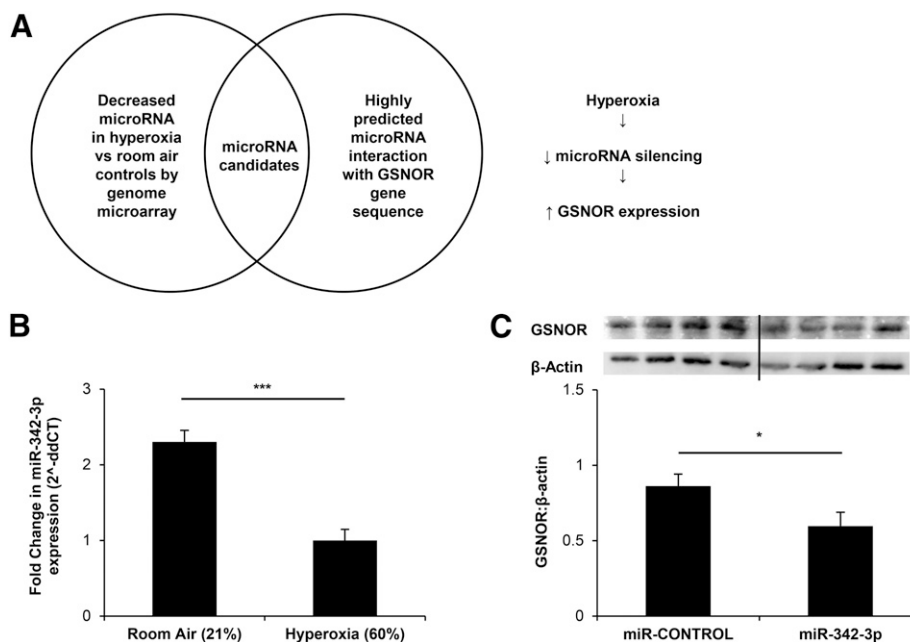 A
Decreased
microRNA
in hyperoxia
vs room air
controls by
genome
microarray
microRNA
candidates
Highly
predicted
microRNA
interaction
with GSNOR
gene
sequence
Hyperoxia
↓
↓ microRNA silencing
↓
↑ GSNOR expression
B
Fold Change in miR-342-3p
expression (2^-ddCT)
3
2
1
0
***
Room Air (21%)
Hyperoxia (60%)
C
GSNOR
β-Actin
GSNOR:β-actin
1.5
1
0.5
0
*
miR-CONTROL
miR-342-3p